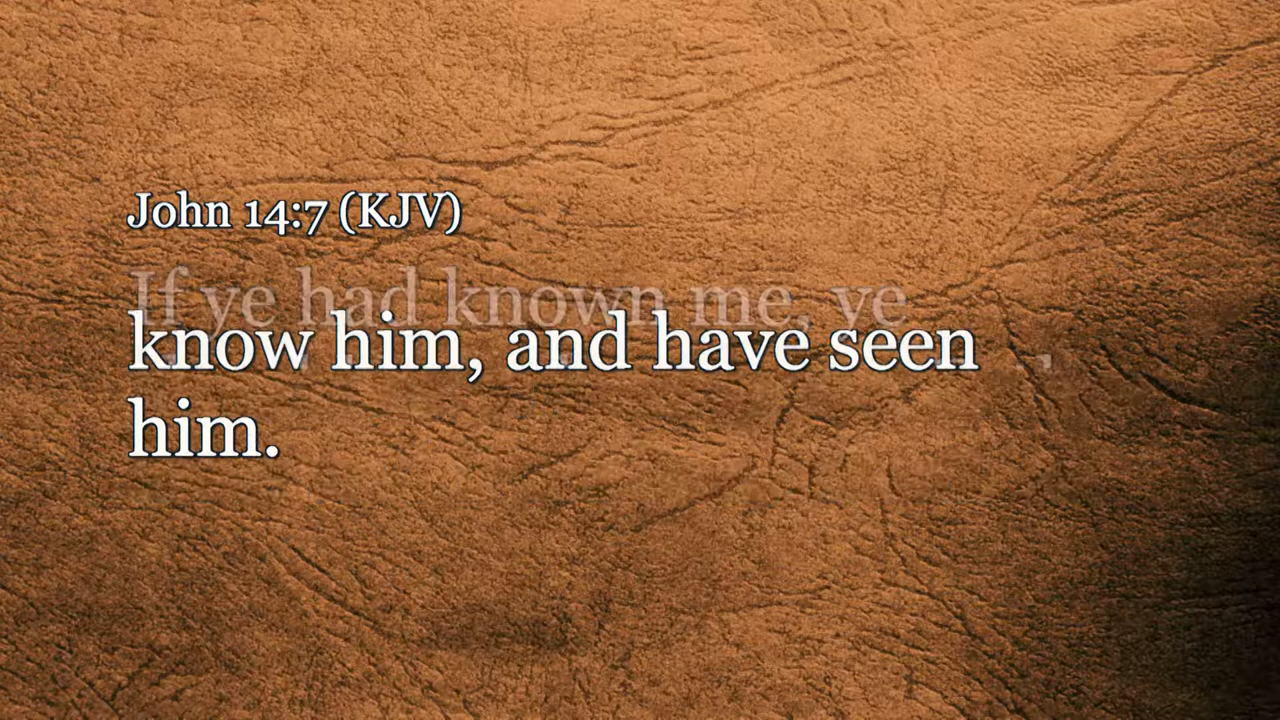 John 14:7 (KJV)
If ye had known me, ye
know him, and have seen
him.